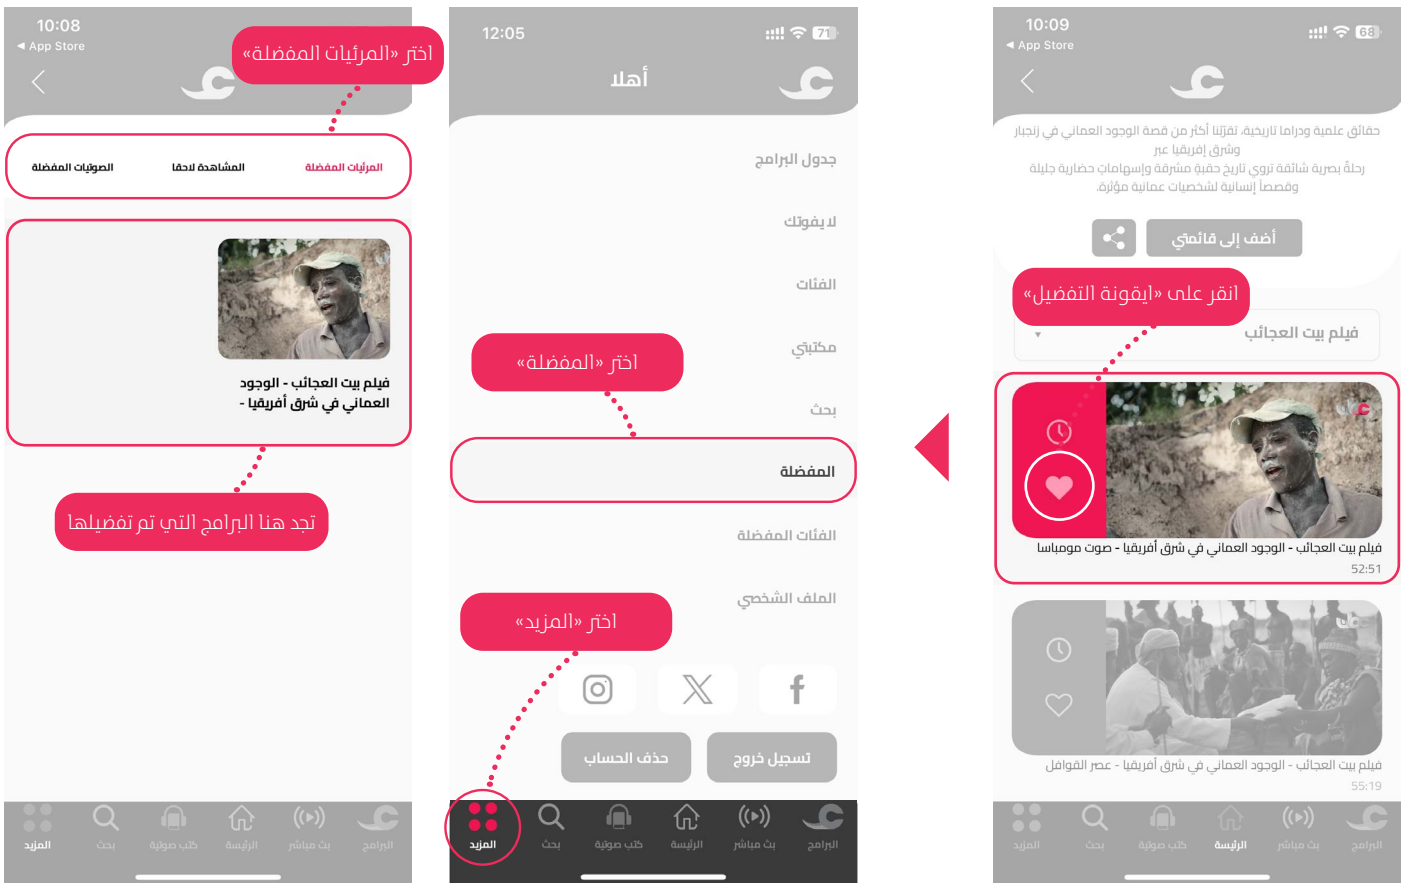 10:09
◀ App Store
68
حقائق علمية ودراما تاريخية، تقرّبنا أكثر من قصة الوجود العماني في زنجبار
وشرق إفريقيا عبر
رحلةٌ بصرية شائقة تروي تاريخ حقبةٍ مشرقة وإسهاماتٍ حضارية جليلة
وقصصاً إنسانية لشخصيات عمانية مؤثرة.
أضف إلى قائمتي
انقر على «ايقونة التفضيل»
فيلم بيت العجائب
فيلم بيت العجائب - الوجود العماني في شرق أفريقيا - صوت مومباسا
52:51
فيلم بيت العجائب - الوجود العماني في شرق أفريقيا - عصر القوافل
55:19
البرامج
بث مباشر
الرئيسة
كتب صوتية
بحث
المزيد
12:05
71
أهلا
جدول البرامج
لا يفوتك
الفئات
مكتبتي
اختر «المفضلة»
بحث
المفضلة
الفئات المفضلة
الملف الشخصي
اختر «المزيد»
تسجيل خروج
حذف الحساب
البرامج
بث مباشر
الرئيسة
كتب صوتية
بحث
المزيد
10:08
◀ App Store
اختر «المرئيات المفضلة»
المرئيات المفضلة
المشاهدة لاحقا
الصوتيات المفضلة
فيلم بيت العجائب - الوجود
العماني في شرق أفريقيا -
تجد هنا البرامج التي تم تفضيلها
البرامج
بث مباشر
الرئيسة
كتب صوتية
بحث
المزيد